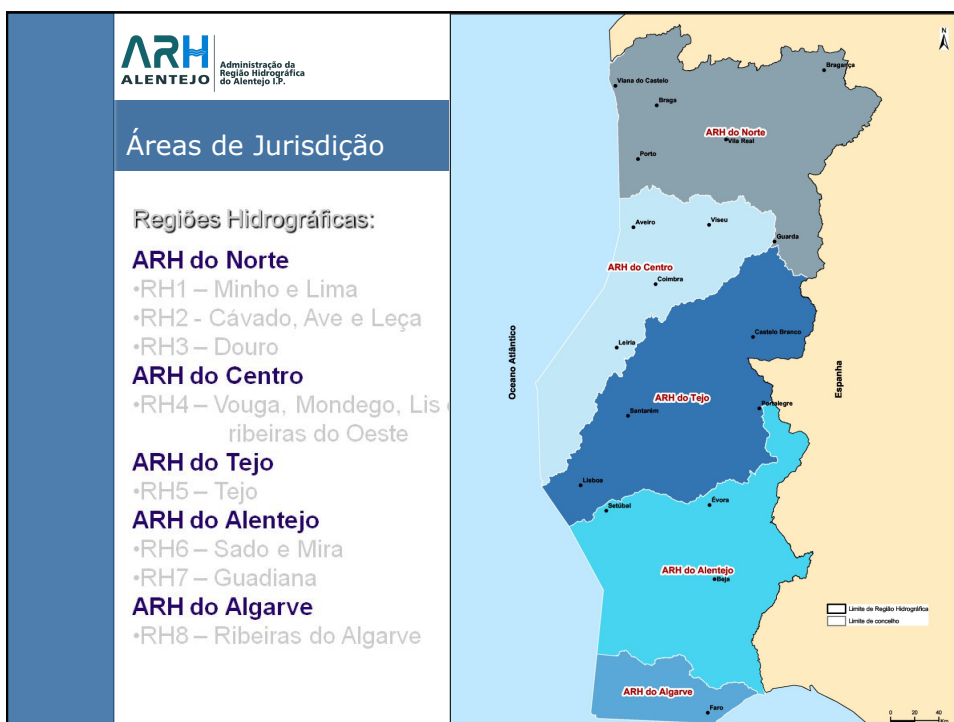 ARH
ALENTEJO
Administração da
Região Hidrográfica
do Alentejo I.P.
Áreas de Jurisdição
Regiões Hidrográficas:
ARH do Norte
•RH1 – Minho e Lima
•RH2 - Cávado, Ave e Leça
•RH3 – Douro
ARH do Centro
•RH4 – Vouga, Mondego, Lis e
ribeiras do Oeste
ARH do Tejo
•RH5 – Tejo
ARH do Alentejo
•RH6 – Sado e Mira
•RH7 – Guadiana
ARH do Algarve
•RH8 – Ribeiras do Algarve
N
Bragança
Viana do Castelo
Braga
ARH do Norte
Vila Real
Porto
Aveiro
Viseu
Guarda
ARH do Centro
Coimbra
Castelo Branco
Leiria
Oceano Atlântico
Espanha
ARH do Tejo
Portalegre
Santarém
Lisboa
Setúbal
Évora
ARH do Alentejo
Beja
Limite de Região Hidrográfica
Limite de concelho
ARH do Algarve
Faro
0 20 40
Km